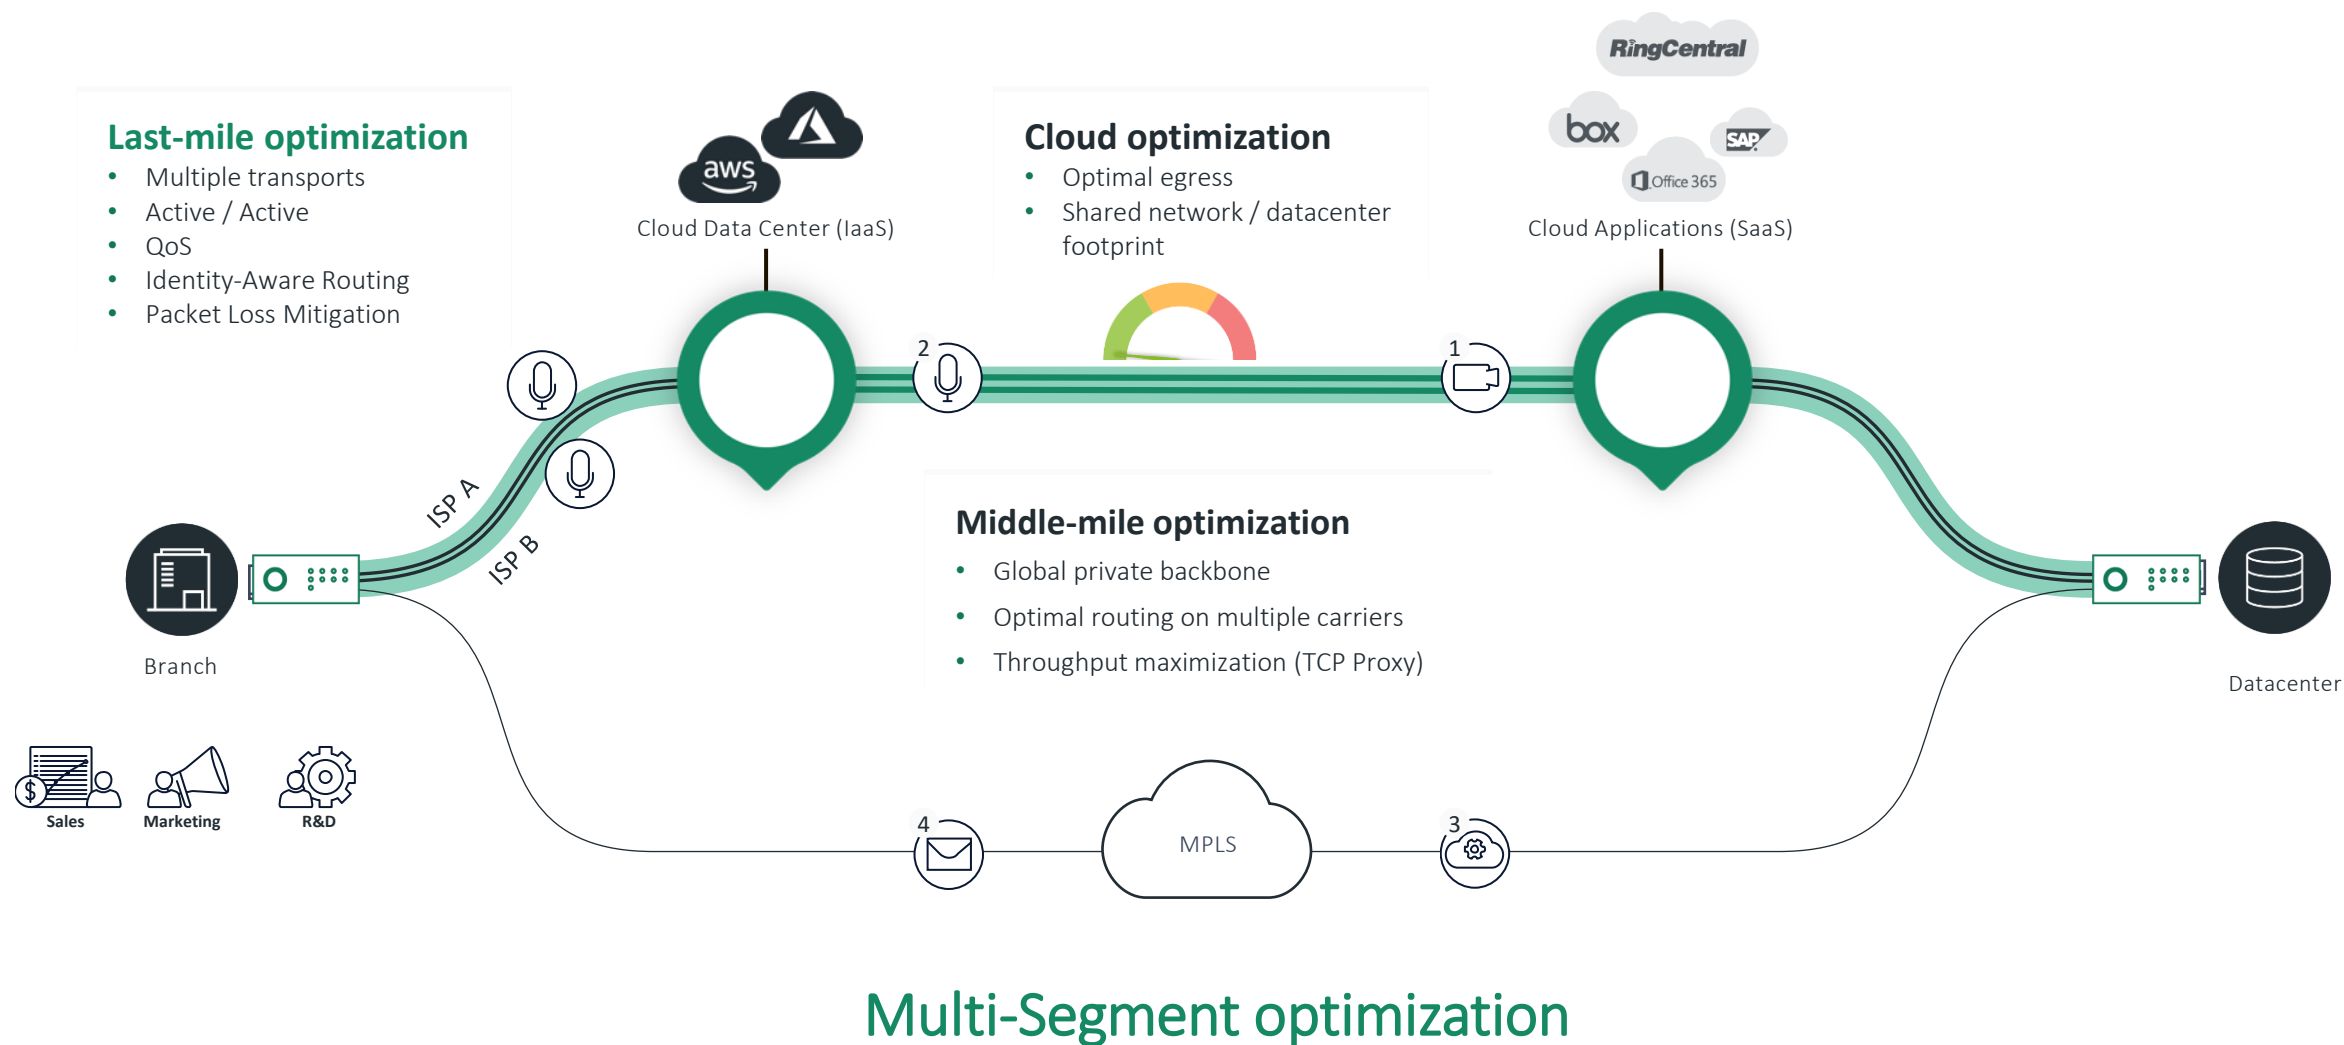 RingCentral
box
SAP
Office 365
aws
Last-mile optimization
• Multiple transports
• Active / Active
• QoS
• Identity-Aware Routing
• Packet Loss Mitigation
Cloud Data Center (IaaS)
Cloud optimization
• Optimal egress
• Shared network / datacenter
footprint
Cloud Applications (SaaS)
2
1
ISP A
ISP B
Middle-mile optimization
• Global private backbone
• Optimal routing on multiple carriers
• Throughput maximization (TCP Proxy)
Branch
Datacenter
$
Sales
Marketing
R&D
4
MPLS
3
Multi-Segment optimization